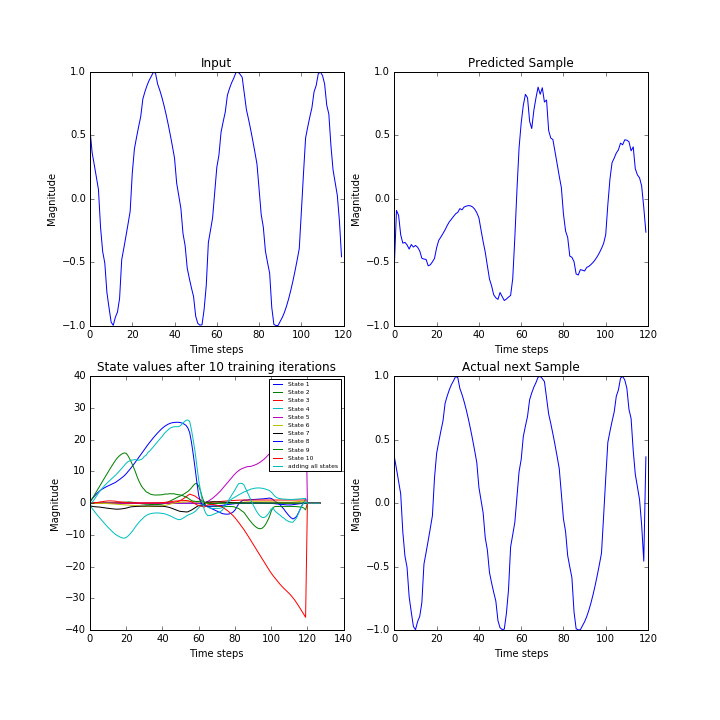 Input
1.0
0.5
0.0
−0.5
−1.0
Magnitude
0 20 40 60 80 100 120
Time steps
Predicted Sample
1.0
0.5
0.0
−0.5
−1.0
Magnitude
0 20 40 60 80 100 120
Time steps
State values after 10 training iterations
40
30
20
10
0
−10
−20
−30
−40
Magnitude
State 1
State 2
State 3
State 4
State 5
State 6
State 7
State 8
State 9
State 10
adding all states
0 20 40 60 80 100 120 140
Time steps
Actual next Sample
1.0
0.5
0.0
−0.5
−1.0
Magnitude
0 20 40 60 80 100 120
Time steps